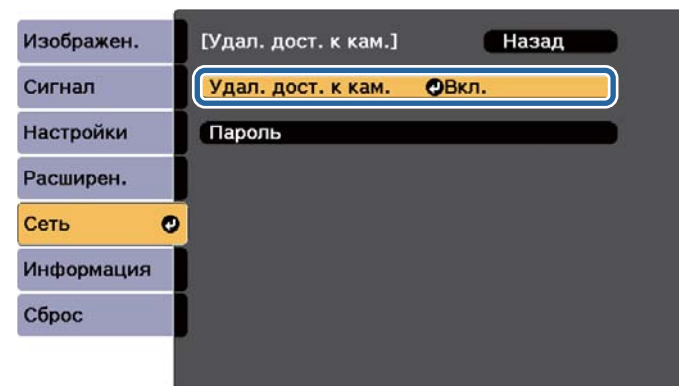 Изображен.
Сигнал
Настройки
Расширен.
Сеть
Информация
Сброс
[Удал. дост. к кам.] Назад
Удал. дост. к кам. Вкл.
Пароль